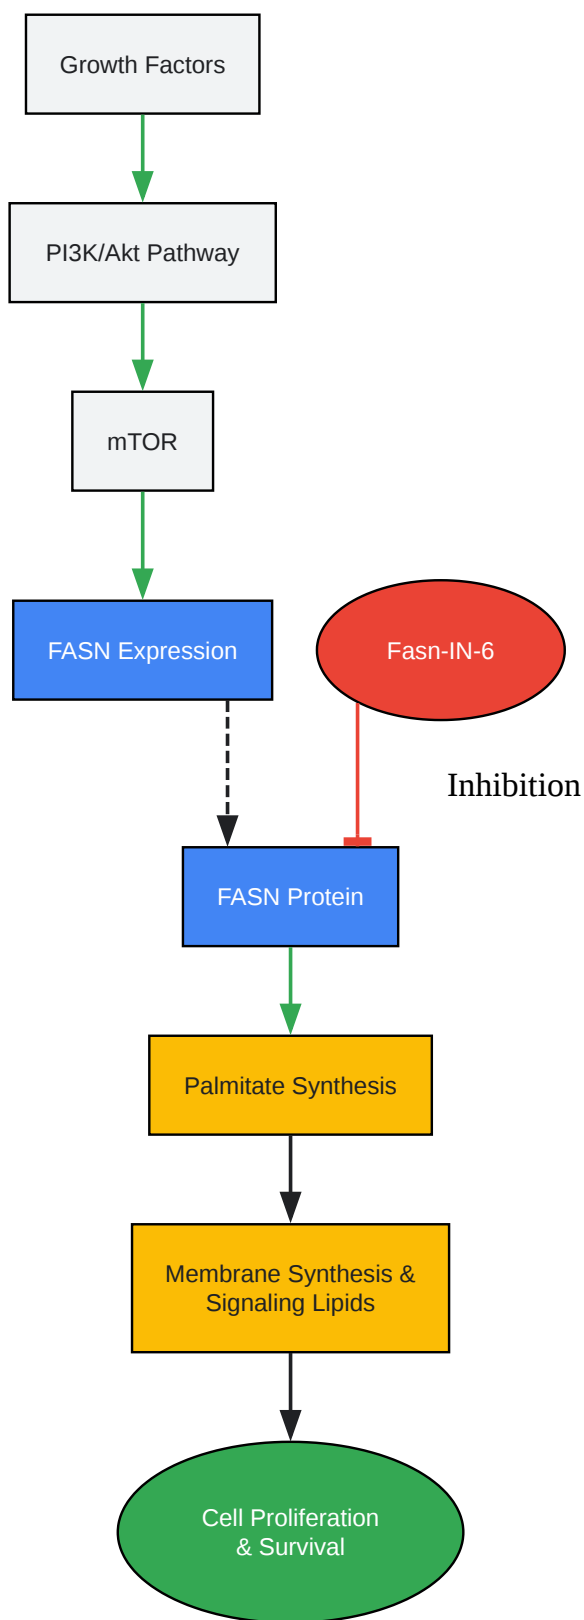 Growth Factors
PI3K/Akt Pathway
mTOR
FASN Expression
Fasn-IN-6
Inhibition
FASN Protein
Palmitate Synthesis
Membrane Synthesis &
Signaling Lipids
Cell Proliferation
& Survival